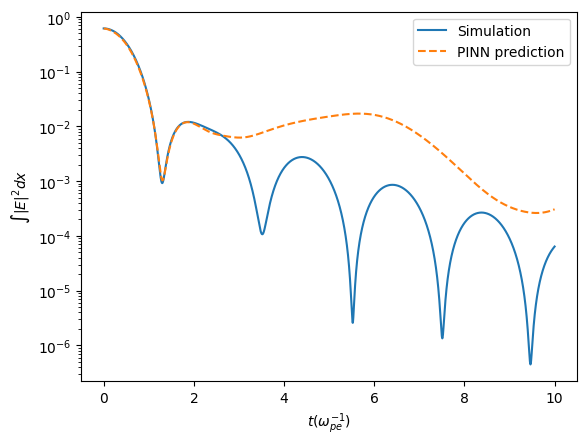 Simulation
PINN prediction
10⁰
10⁻¹
10⁻²
10⁻³
10⁻⁴
10⁻⁵
10⁻⁶
∫|E|²dx
0 2 4 6 8 10
t(ωₚₑ⁻¹)